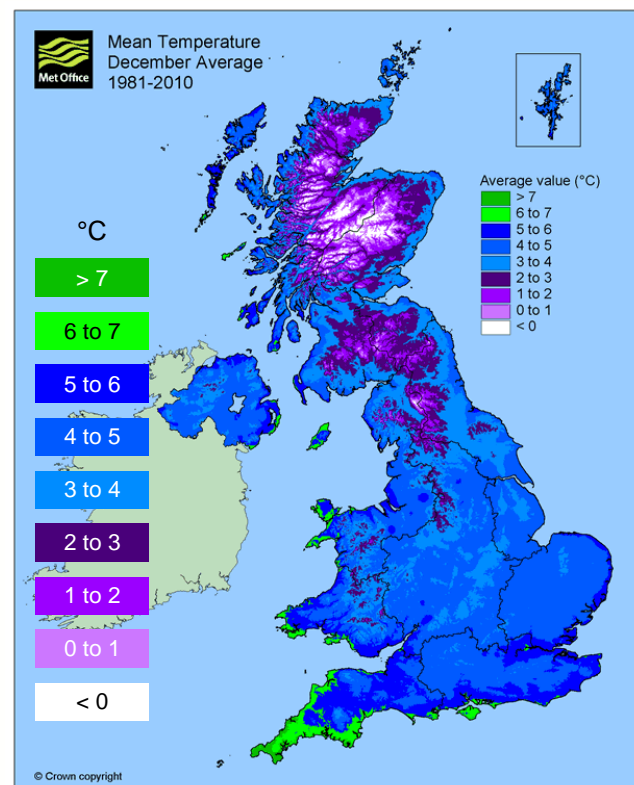 Met Office
Mean Temperature
December Average
1981-2010
Average value (°C)
> 7
6 to 7
5 to 6
4 to 5
3 to 4
2 to 3
1 to 2
0 to 1
< 0
°C
> 7
6 to 7
5 to 6
4 to 5
3 to 4
2 to 3
1 to 2
0 to 1
< 0
© Crown copyright